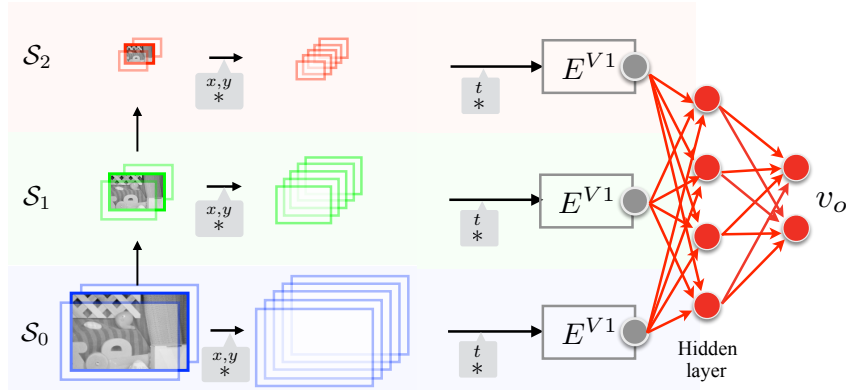 S₂
x,y
*
t
*
E^{V1}
S₁
x,y
*
t
*
E^{V1}
v_o
S₀
x,y
*
t
*
E^{V1}
Hidden
layer